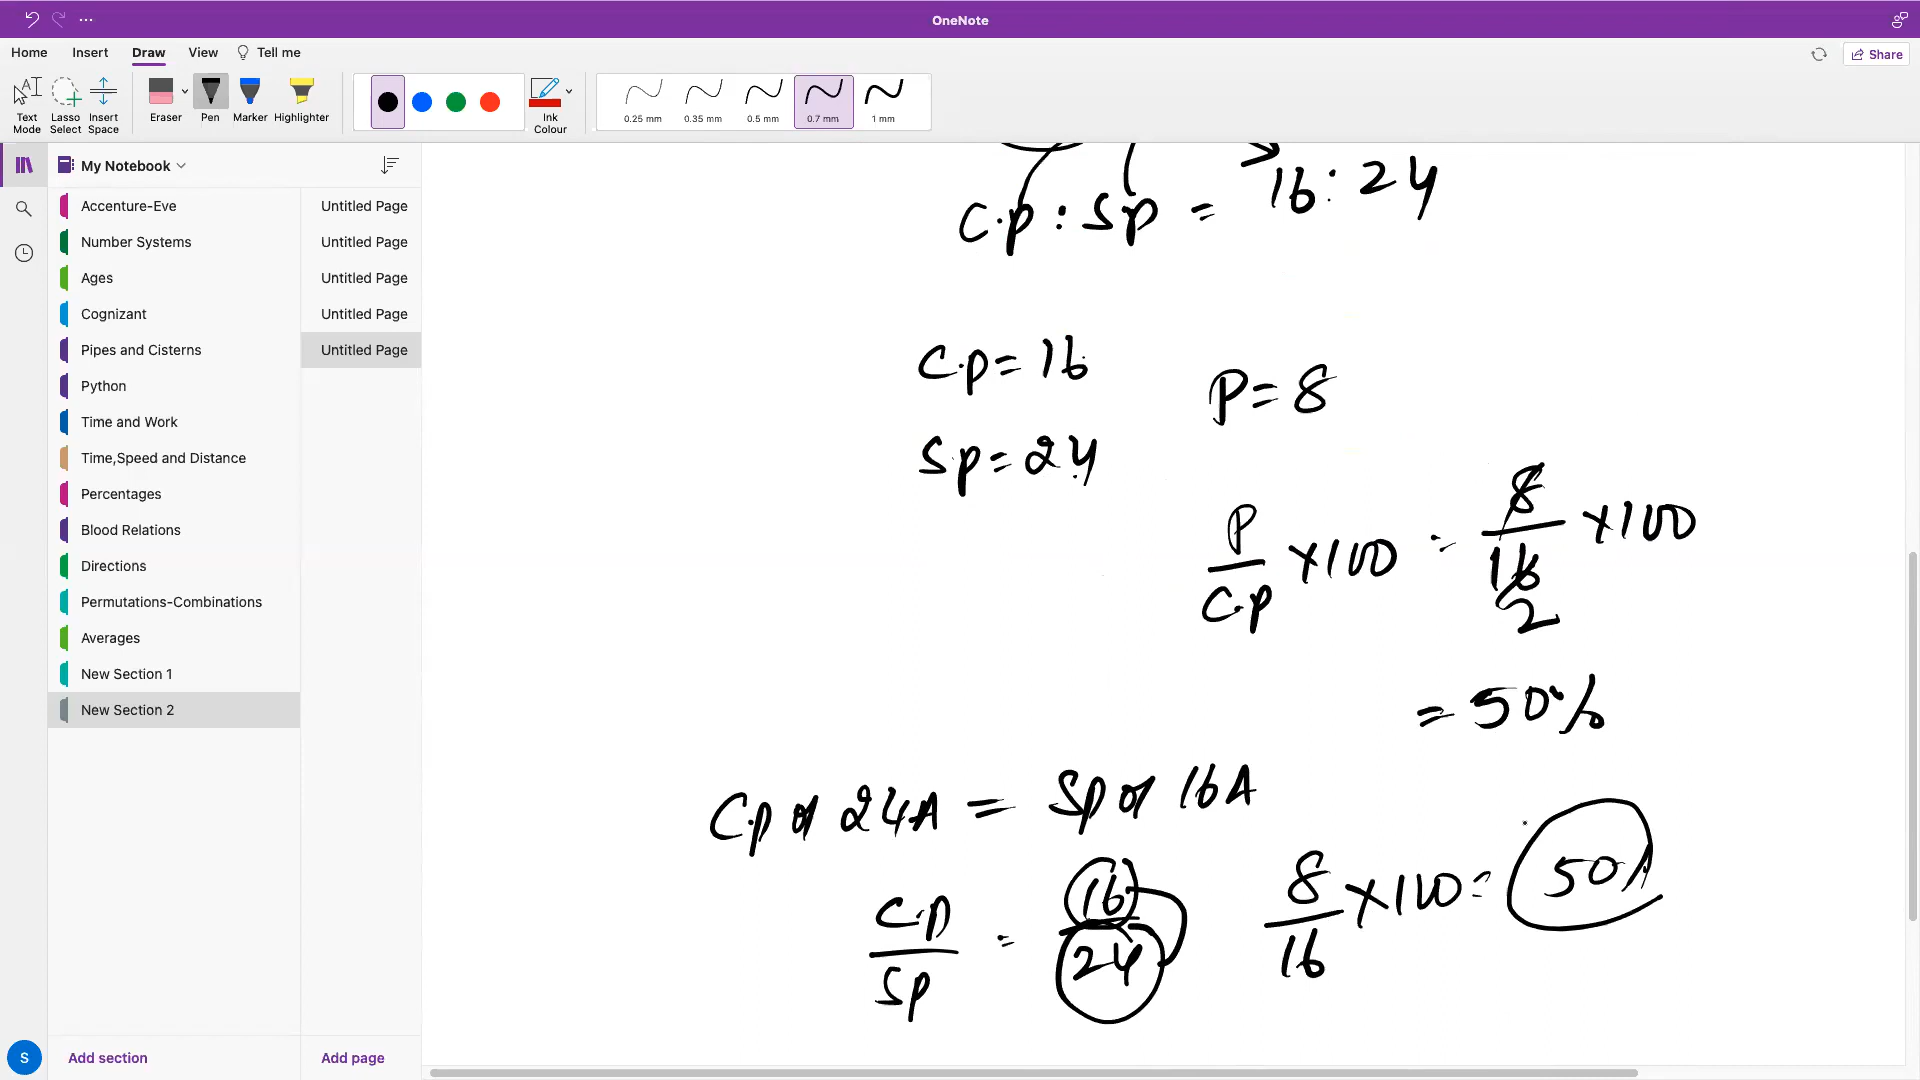 OneNote
Home Insert Draw View Tell me
Share
Text Mode
Lasso Select
Insert Space
Eraser
Pen
Marker
Highlighter
Ink Colour
0.25 mm
0.35 mm
0.5 mm
0.7 mm
1 mm
My Notebook
Accenture-Eve
Number Systems
Ages
Cognizant
Pipes and Cisterns
Python
Time and Work
Time,Speed and Distance
Percentages
Blood Relations
Directions
Permutations-Combinations
Averages
New Section 1
New Section 2
Untitled Page
Untitled Page
Untitled Page
Untitled Page
Untitled Page
S
Add section
Add page
C.p : Sp = 16 : 24
C.p = 16
P = 8
S.p = 24
P/C.p × 100 = 8/16 × 100
2
= 50%
C.p of 24A = Sp of 16A
C.p/Sp = 16/24
8/16 × 100 = 50%